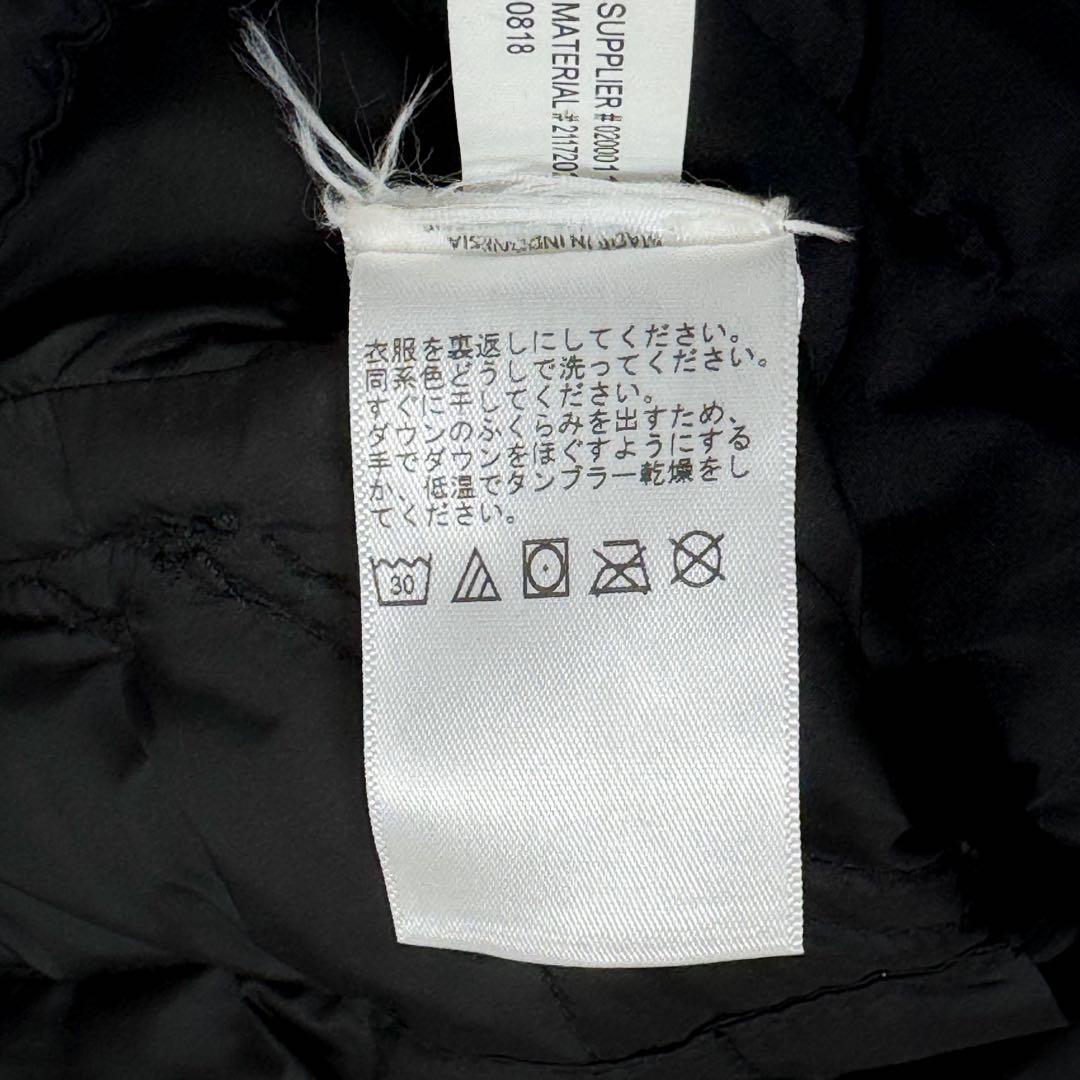 SUPPLIER # 020001
MATERIAL # 211720
0818
MADE IN INDONESIA
衣服を裏返しにしてください。
同系色どうしで洗ってください。
すぐに干してください。
ダウンのふくらみを出すため、
手でダウンをほぐすようにする
か、低温でタンブラー乾燥をし
てください。
30